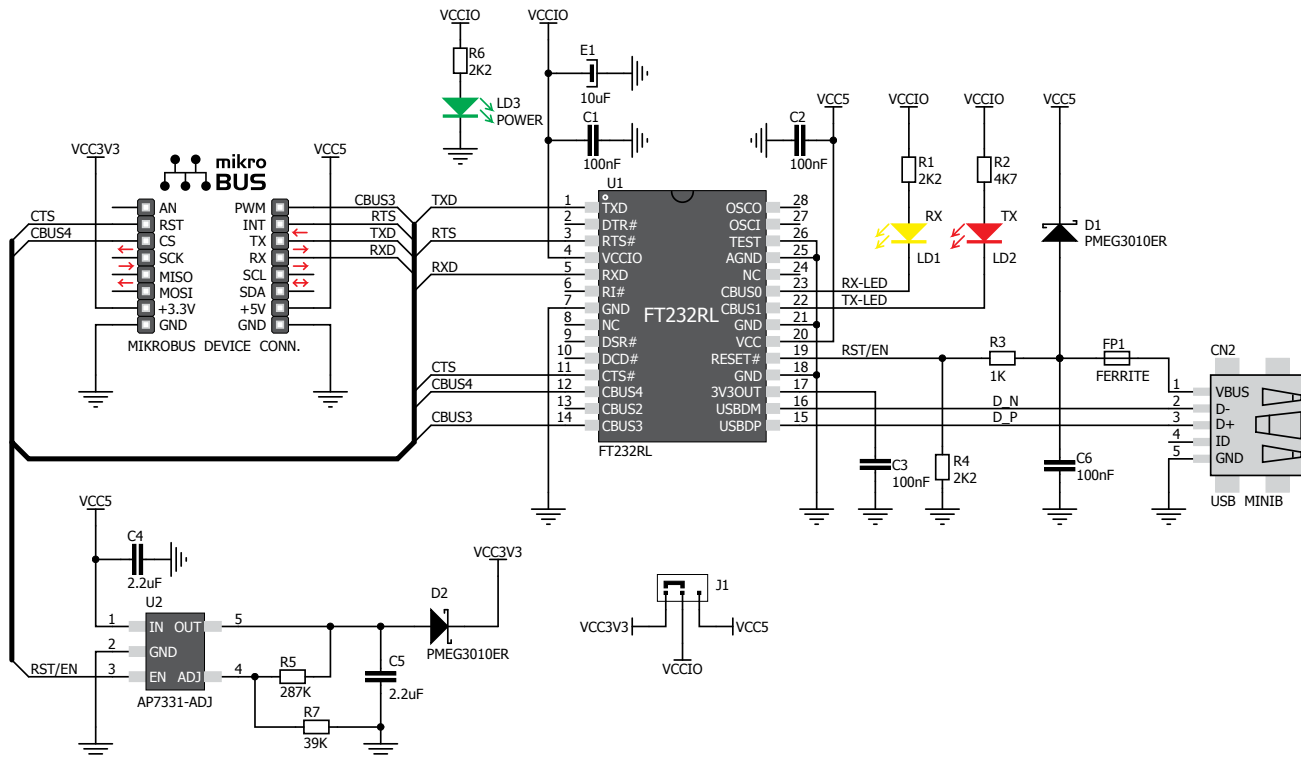 VCCIO
R6
2K2
LD3
POWER
VCCIO
E1
10uF
C1
100nF
VCC5
C2
100nF
VCCIO
R1
2K2
RX
LD1
VCCIO
R2
4K7
TX
LD2
VCC5
D1
PMEG3010ER
VCC3V3
mikro
BUS
VCC5
AN
RST
CS
SCK
MISO
MOSI
+3.3V
GND
PWM
INT
TX
RX
SCL
SDA
+5V
GND
MIKROBUS DEVICE CONN.
CTS
CBUS4
CBUS3
RTS
TXD
RXD
TXD
RTS
RXD
CTS
CBUS4
CBUS3
U1
1 TXD
2 DTR#
3 RTS#
4 VCCIO
5 RXD
6 RI#
7 GND
8 NC
9 DSR#
10 DCD#
11 CTS#
12 CBUS4
13 CBUS2
14 CBUS3
FT232RL
OSCO 28
OSCI 27
TEST 26
AGND 25
NC 24
CBUS0 23
CBUS1 22
GND 21
VCC 20
RESET# 19
GND 18
3V3OUT 17
USBDM 16
USBDP 15
FT232RL
RX-LED
TX-LED
RST/EN
R3
1K
FP1
FERRITE
D_N
D_P
C3
100nF
R4
2K2
C6
100nF
CN2
1 VBUS
2 D-
3 D+
4 ID
5 GND
USB MINIB
VCC5
C4
2.2uF
U2
1 IN
2 GND
3 EN
OUT 5
ADJ 4
AP7331-ADJ
RST/EN
R5
287K
R7
39K
C5
2.2uF
D2
PMEG3010ER
VCC3V3
J1
VCC3V3
VCC5
VCCIO